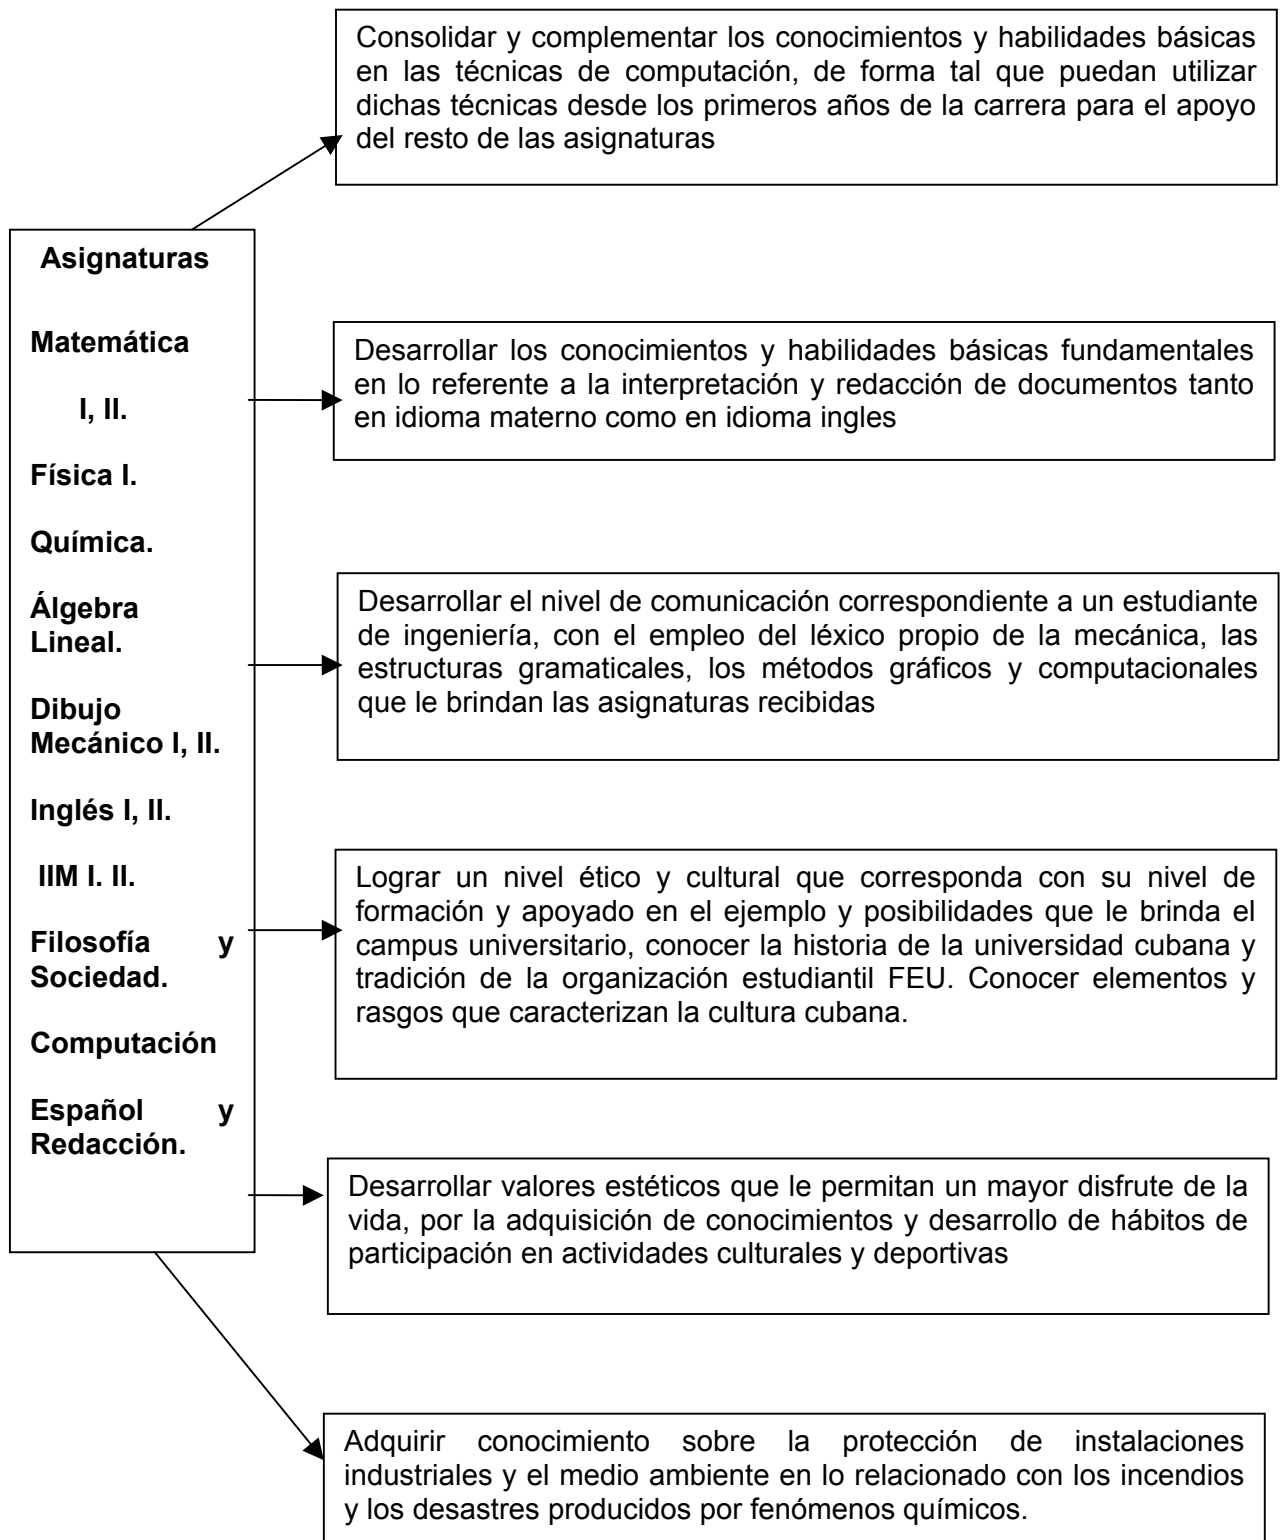 Consolidar y complementar los conocimientos y habilidades básicas
en las técnicas de computación, de forma tal que puedan utilizar
dichas técnicas desde los primeros años de la carrera para el apoyo
del resto de las asignaturas
Asignaturas
Matemática
I, II.
Física I.
Química.
Álgebra
Lineal.
Dibujo
Mecánico I, II.
Inglés I, II.
IIM I. II.
Filosofía y
Sociedad.
Computación
Español y
Redacción.
Desarrollar los conocimientos y habilidades básicas fundamentales
en lo referente a la interpretación y redacción de documentos tanto
en idioma materno como en idioma ingles
Desarrollar el nivel de comunicación correspondiente a un estudiante
de ingeniería, con el empleo del léxico propio de la mecánica, las
estructuras gramaticales, los métodos gráficos y computacionales
que le brindan las asignaturas recibidas
Lograr un nivel ético y cultural que corresponda con su nivel de
formación y apoyado en el ejemplo y posibilidades que le brinda el
campus universitario, conocer la historia de la universidad cubana y
tradición de la organización estudiantil FEU. Conocer elementos y
rasgos que caracterizan la cultura cubana.
Desarrollar valores estéticos que le permitan un mayor disfrute de la
vida, por la adquisición de conocimientos y desarrollo de hábitos de
participación en actividades culturales y deportivas
Adquirir conocimiento sobre la protección de instalaciones
industriales y el medio ambiente en lo relacionado con los incendios
y los desastres producidos por fenómenos químicos.